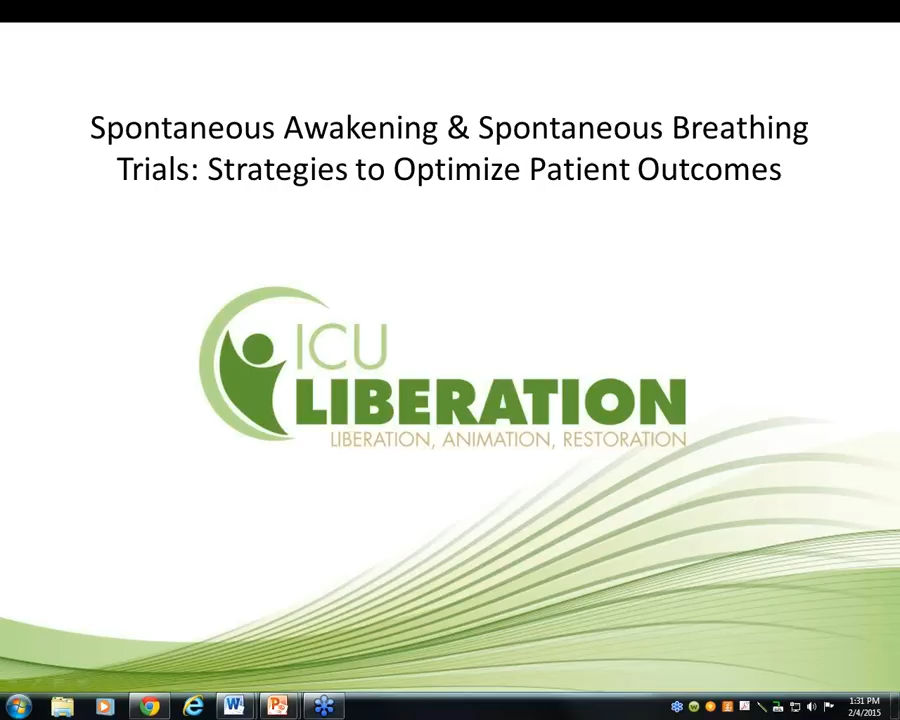 Spontaneous Awakening & Spontaneous Breathing
Trials: Strategies to Optimize Patient Outcomes
ICU
LIBERATION
LIBERATION, ANIMATION, RESTORATION
1:31 PM
2/4/2015